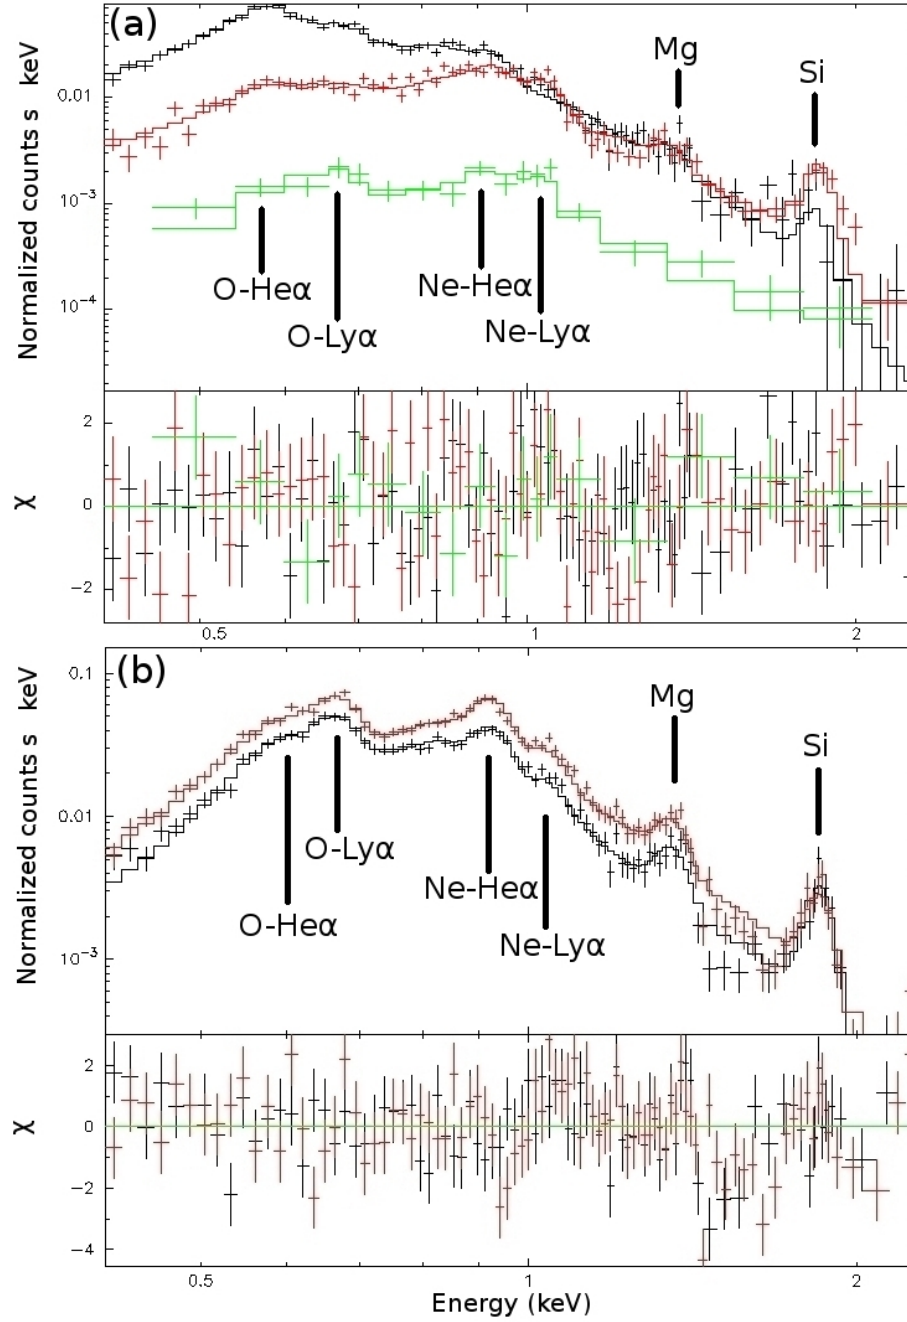 (a)
Normalized counts s keV
Mg
Si
0.01
10⁻³
10⁻⁴
O-Heα
O-Lyα
Ne-Heα
Ne-Lyα
χ
2
0
−2
0.5
1
2
(b)
Normalized counts s keV
Mg
Si
0.1
0.01
10⁻³
O-Lyα
O-Heα
Ne-Heα
Ne-Lyα
χ
2
0
−2
−4
0.5
1
2
Energy (keV)